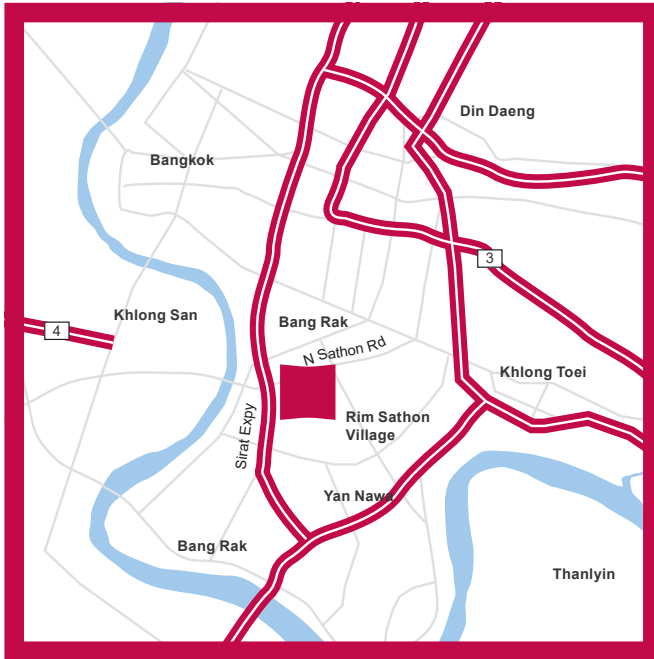 Din Daeng
Bangkok
3
Khlong San
Bang Rak
4
N Sathon Rd
Khlong Toei
Sirat Expy
Rim Sathon
Village
Yan Nawa
Bang Rak
Thanlyin